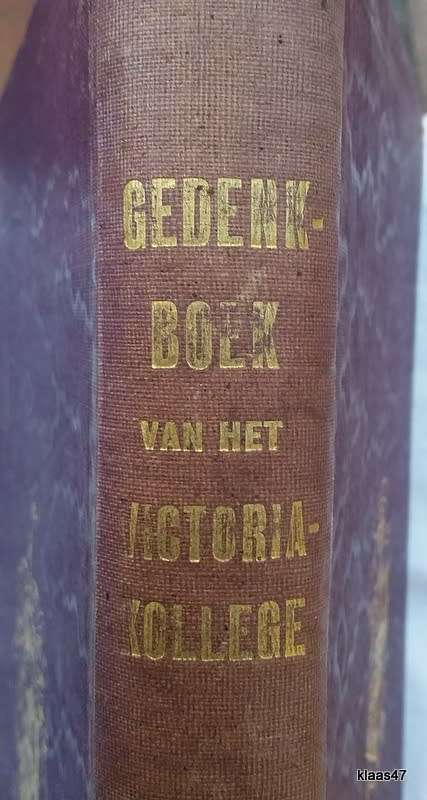 GEDENK-
BOEK
VAN HET
VICTORIA-
KOLLEGE
klaas47